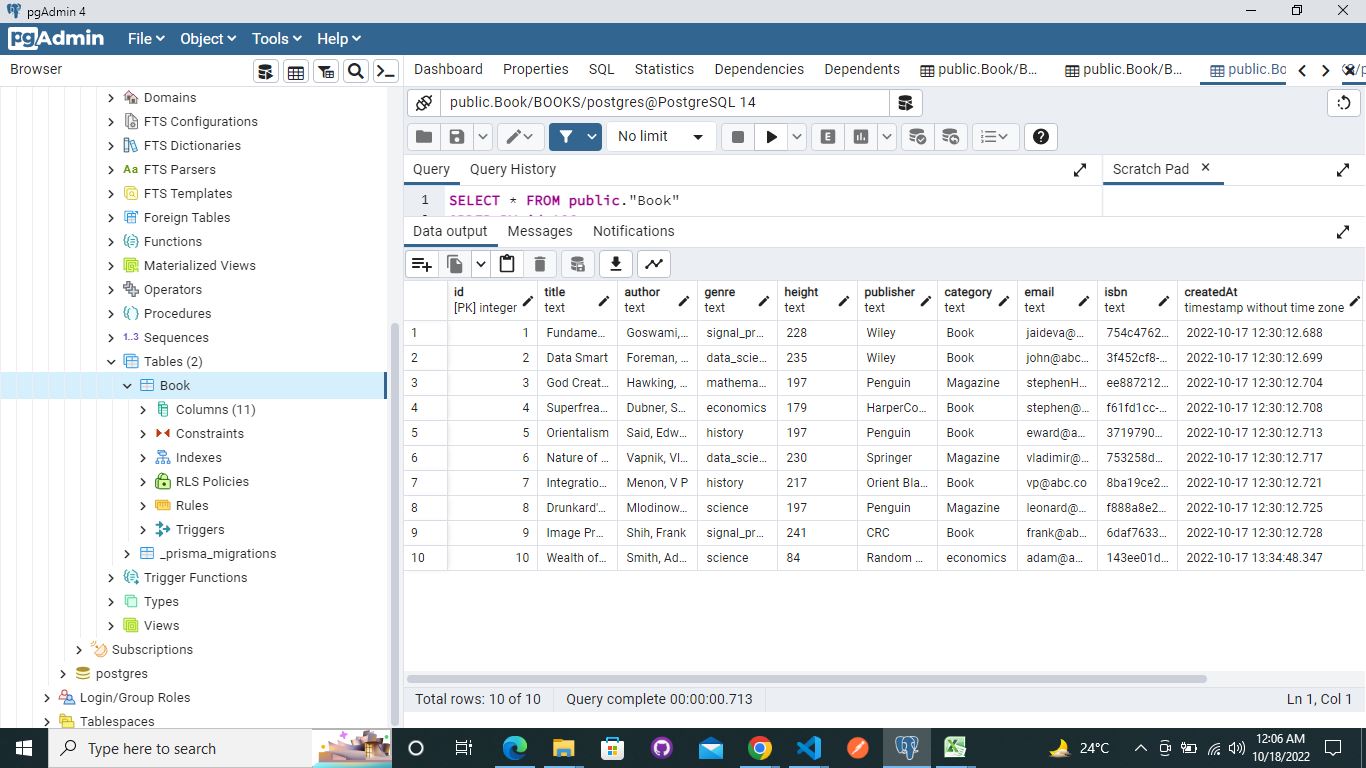 pgAdmin 4
pgAdmin File Object Tools Help
Browser
Dashboard Properties SQL Statistics Dependencies Dependents public.Book/B... public.Book/B... public.Bo
Domains
FTS Configurations
FTS Dictionaries
Aa FTS Parsers
FTS Templates
Foreign Tables
Functions
Materialized Views
Operators
Procedures
1..3 Sequences
Tables (2)
Book
Columns (11)
Constraints
Indexes
RLS Policies
Rules
Triggers
_prisma_migrations
Trigger Functions
Types
Views
Subscriptions
postgres
Login/Group Roles
Tablespaces
public.Book/BOOKS/postgres@PostgreSQL 14
No limit
E
Query Query History
Scratch Pad
1 SELECT * FROM public."Book"
Data output Messages Notifications
id title author genre height publisher category email isbn createdAt
[PK] integer text text text text text text text text timestamp without time zone
1 1 Fundame... Goswami,... signal_pr... 228 Wiley Book jaideva@... 754c4762... 2022-10-17 12:30:12.688
2 2 Data Smart Foreman, ... data_scie... 235 Wiley Book john@abc... 3f452cf8-... 2022-10-17 12:30:12.699
3 3 God Creat... Hawking, ... mathema... 197 Penguin Magazine stephenH... ee887212... 2022-10-17 12:30:12.704
4 4 Superfrea... Dubner, S... economics 179 HarperCo... Book stephen@... f61fd1cc-... 2022-10-17 12:30:12.708
5 5 Orientalism Said, Edw... history 197 Penguin Book eward@a... 3719790... 2022-10-17 12:30:12.713
6 6 Nature of ... Vapnik, Vl... data_scie... 230 Springer Magazine vladimir@... 753258d... 2022-10-17 12:30:12.717
7 7 Integratio... Menon, V P history 217 Orient Bla... Book vp@abc.co 8ba19ce2... 2022-10-17 12:30:12.721
8 8 Drunkard'... Mlodinow... science 197 Penguin Magazine leonard@... f888a8e2... 2022-10-17 12:30:12.725
9 9 Image Pr... Shih, Frank signal_pr... 241 CRC Book frank@ab... 6daf7633... 2022-10-17 12:30:12.728
10 10 Wealth of... Smith, Ad... science 84 Random ... economics adam@a... 143ee01d... 2022-10-17 13:34:48.347
Total rows: 10 of 10 Query complete 00:00:00.713 Ln 1, Col 1
Type here to search
24°C
12:06 AM
10/18/2022